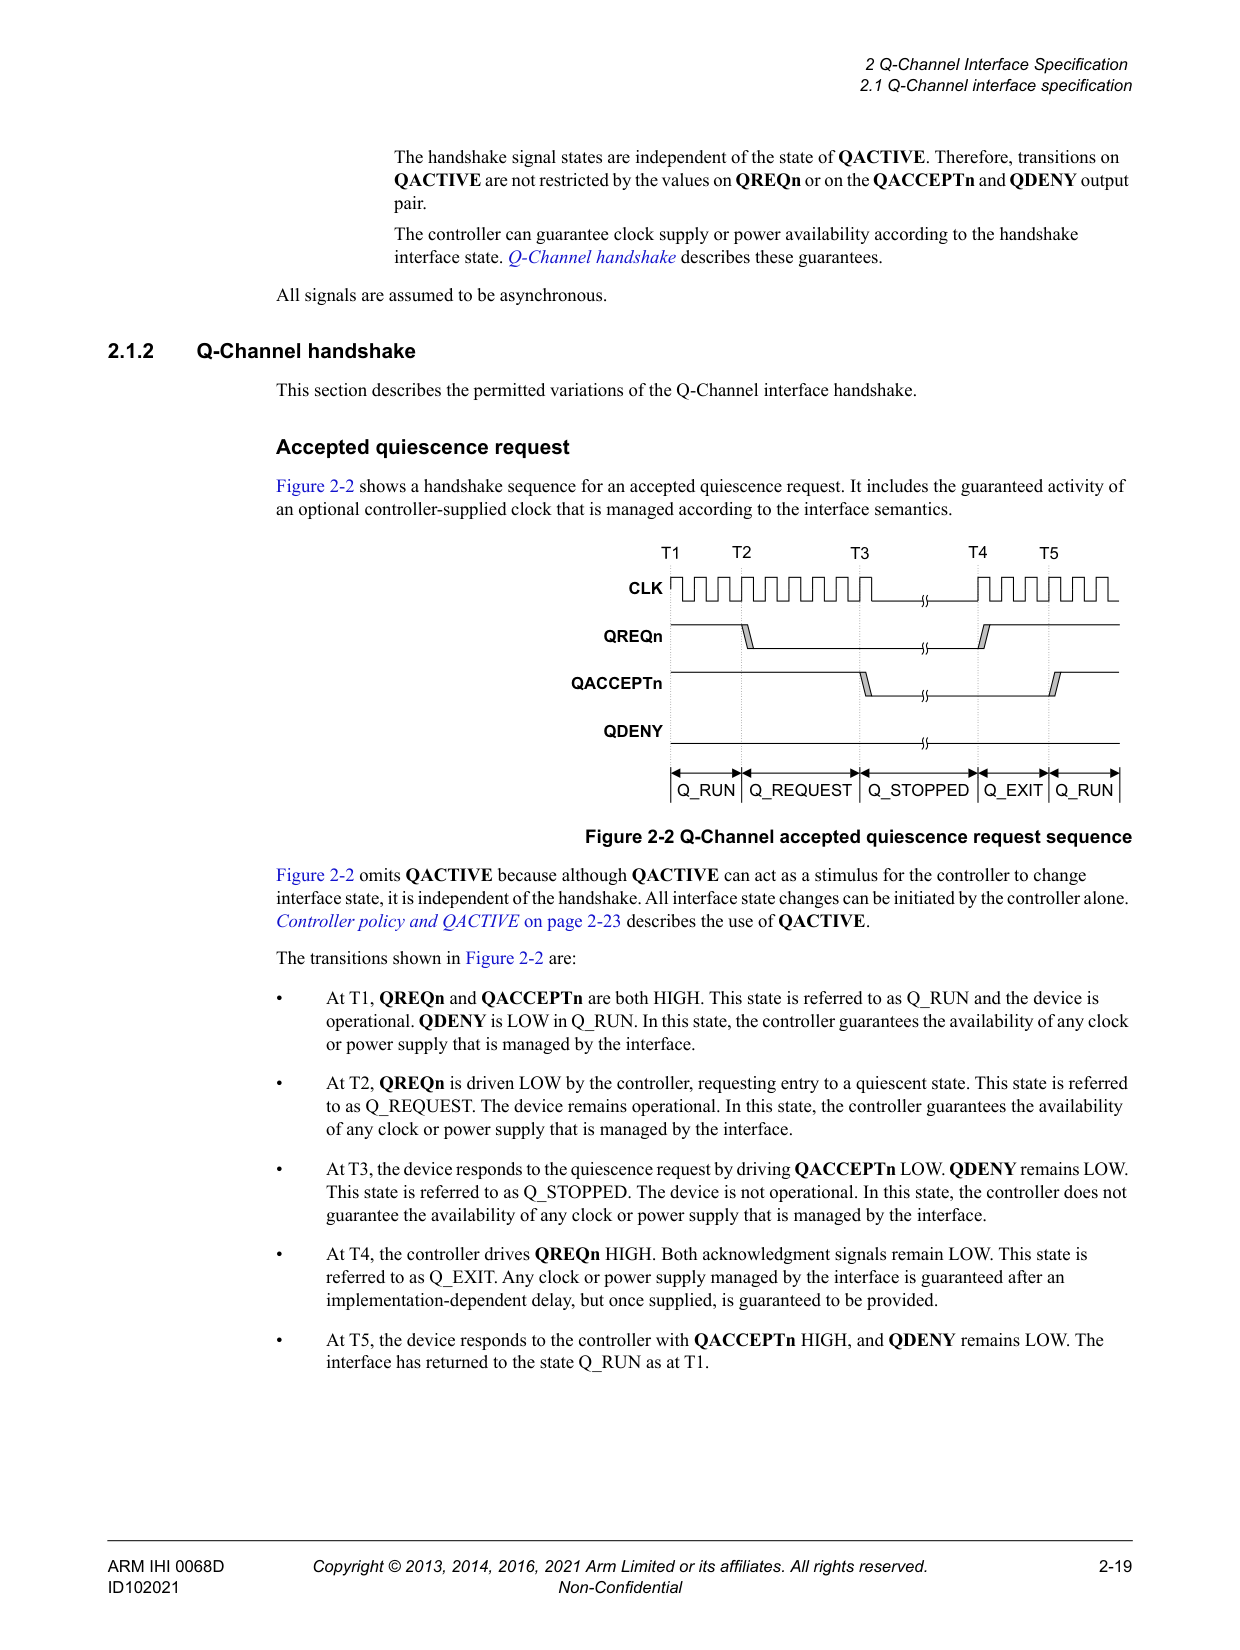 2 Q-Channel Interface Specification
2.1 Q-Channel interface specification
The handshake signal states are independent of the state of QACTIVE. Therefore, transitions on
QACTIVE are not restricted by the values on QREQn or on the QACCEPTn and QDENY output
pair.
The controller can guarantee clock supply or power availability according to the handshake
interface state. Q-Channel handshake describes these guarantees.
All signals are assumed to be asynchronous.
2.1.2 Q-Channel handshake
This section describes the permitted variations of the Q-Channel interface handshake.
Accepted quiescence request
Figure 2-2 shows a handshake sequence for an accepted quiescence request. It includes the guaranteed activity of
an optional controller-supplied clock that is managed according to the interface semantics.
T1 T2 T3 T4 T5
CLK
QREQn
QACCEPTn
QDENY
Q_RUN Q_REQUEST Q_STOPPED Q_EXIT Q_RUN
Figure 2-2 Q-Channel accepted quiescence request sequence
Figure 2-2 omits QACTIVE because although QACTIVE can act as a stimulus for the controller to change
interface state, it is independent of the handshake. All interface state changes can be initiated by the controller alone.
Controller policy and QACTIVE on page 2-23 describes the use of QACTIVE.
The transitions shown in Figure 2-2 are:
• At T1, QREQn and QACCEPTn are both HIGH. This state is referred to as Q_RUN and the device is
operational. QDENY is LOW in Q_RUN. In this state, the controller guarantees the availability of any clock
or power supply that is managed by the interface.
• At T2, QREQn is driven LOW by the controller, requesting entry to a quiescent state. This state is referred
to as Q_REQUEST. The device remains operational. In this state, the controller guarantees the availability
of any clock or power supply that is managed by the interface.
• At T3, the device responds to the quiescence request by driving QACCEPTn LOW. QDENY remains LOW.
This state is referred to as Q_STOPPED. The device is not operational. In this state, the controller does not
guarantee the availability of any clock or power supply that is managed by the interface.
• At T4, the controller drives QREQn HIGH. Both acknowledgment signals remain LOW. This state is
referred to as Q_EXIT. Any clock or power supply managed by the interface is guaranteed after an
implementation-dependent delay, but once supplied, is guaranteed to be provided.
• At T5, the device responds to the controller with QACCEPTn HIGH, and QDENY remains LOW. The
interface has returned to the state Q_RUN as at T1.
ARM IHI 0068D Copyright © 2013, 2014, 2016, 2021 Arm Limited or its affiliates. All rights reserved. 2-19
ID102021 Non-Confidential